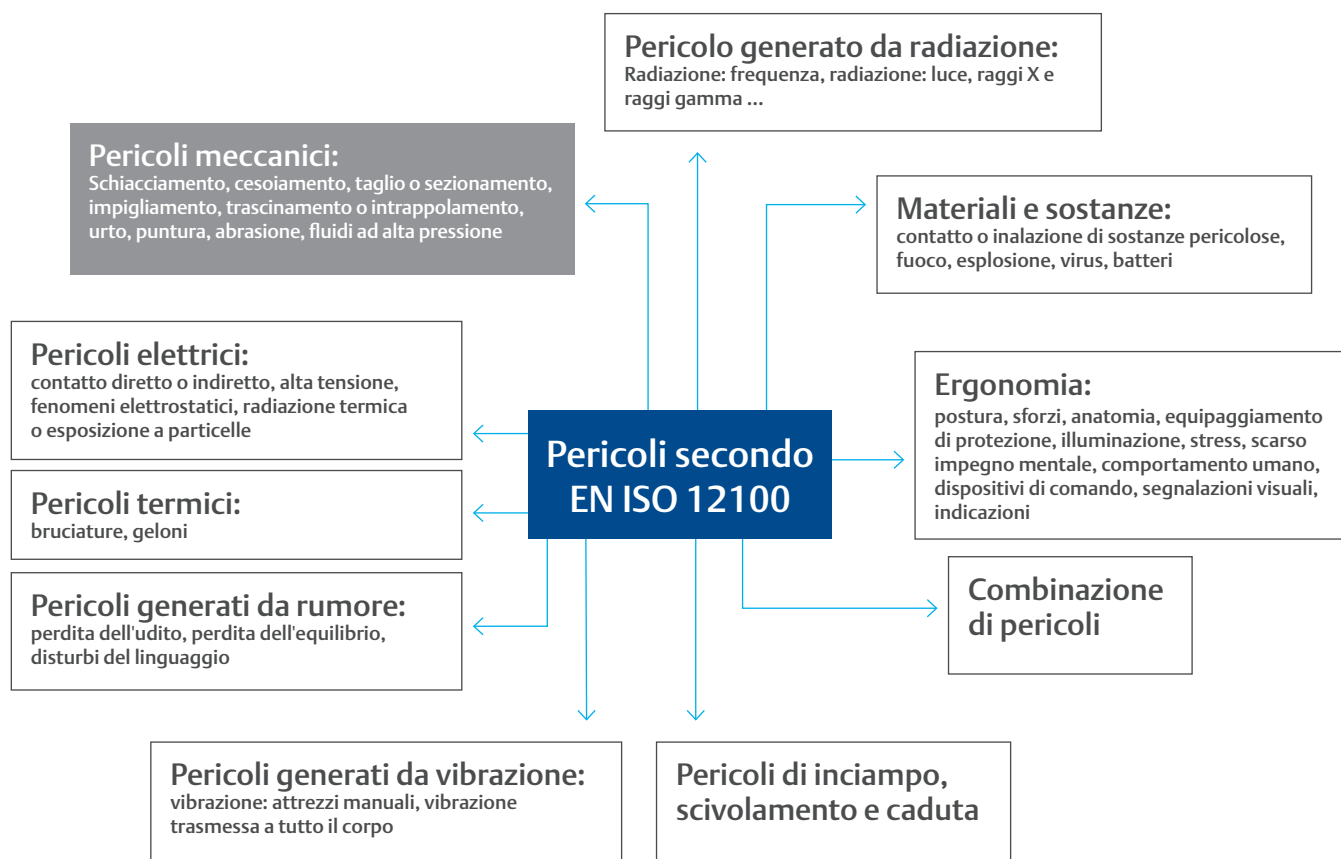 Pericolo generato da radiazione:
Radiazione: frequenza, radiazione: luce, raggi X e
raggi gamma ...
Pericoli meccanici:
Schiacciamento, cesoiamento, taglio o sezionamento,
impigliamento, trascinamento o intrappolamento,
urto, puntura, abrasione, fluidi ad alta pressione
Materiali e sostanze:
contatto o inalazione di sostanze pericolose,
fuoco, esplosione, virus, batteri
Pericoli elettrici:
contatto diretto o indiretto, alta tensione,
fenomeni elettrostatici, radiazione termica
o esposizione a particelle
Ergonomia:
postura, sforzi, anatomia, equipaggiamento
di protezione, illuminazione, stress, scarso
impegno mentale, comportamento umano,
dispositivi di comando, segnalazioni visuali,
indicazioni
Pericoli secondo
EN ISO 12100
Pericoli termici:
bruciature, geloni
Pericoli generati da rumore:
perdita dell'udito, perdita dell'equilibrio,
disturbi del linguaggio
Combinazione
di pericoli
Pericoli generati da vibrazione:
vibrazione: attrezzi manuali, vibrazione
trasmessa a tutto il corpo
Pericoli di inciampo,
scivolamento e caduta